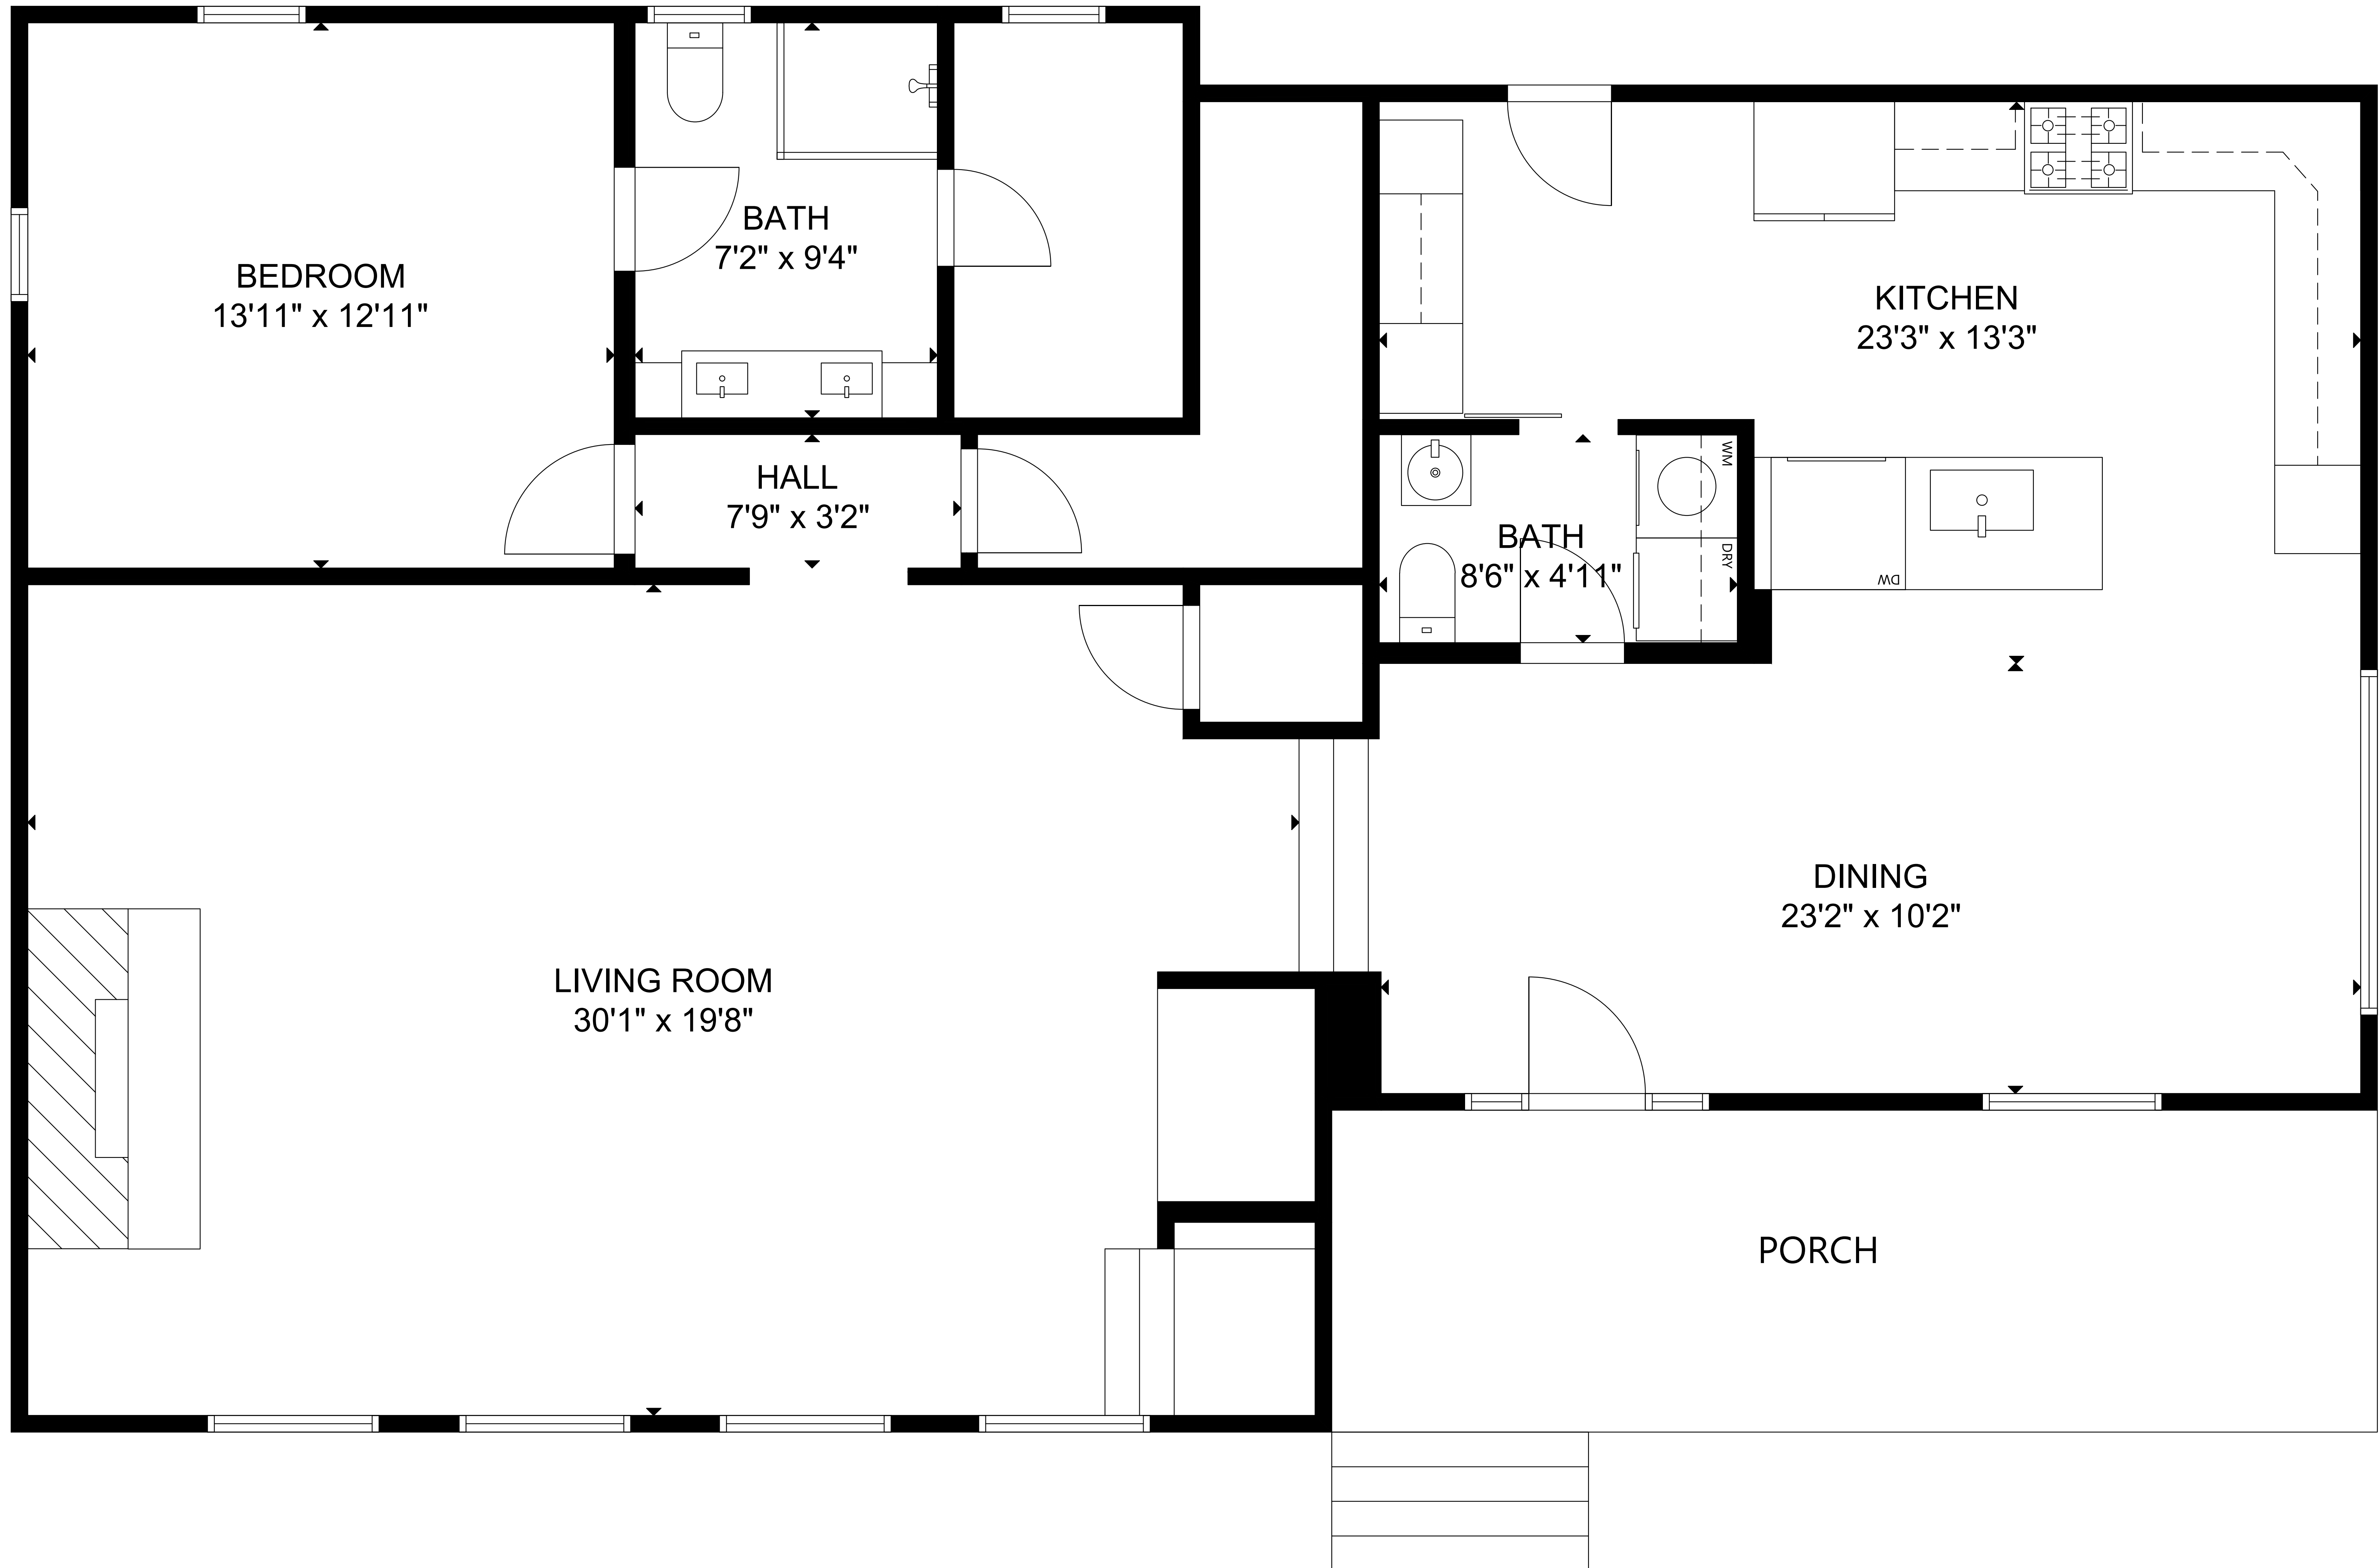 BEDROOM
13'11" x 12'11"
BATH
7'2" x 9'4"
HALL
7'9" x 3'2"
KITCHEN
23'3" x 13'3"
BATH
8'6" x 4'11"
WM
DRY
DW
DINING
23'2" x 10'2"
LIVING ROOM
30'1" x 19'8"
PORCH